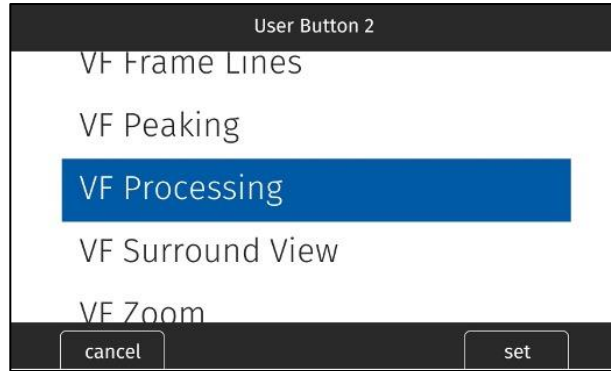 User Button 2
VF Frame Lines
VF Peaking
VF Processing
VF Surround View
VF Zoom
cancel set